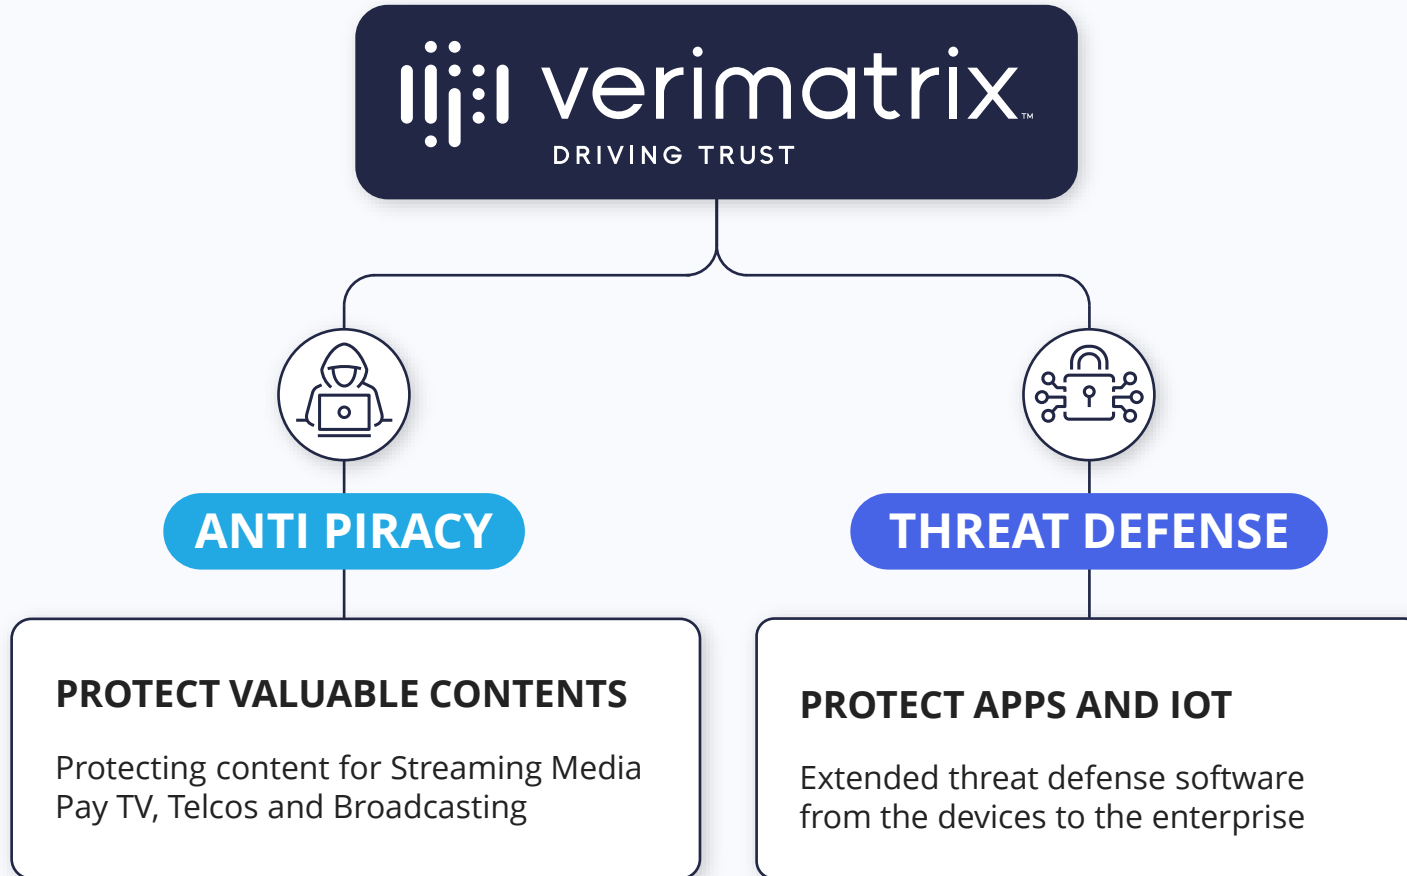 verimatrix™
DRIVING TRUST
ANTI PIRACY
THREAT DEFENSE
PROTECT VALUABLE CONTENTS
Protecting content for Streaming Media
Pay TV, Telcos and Broadcasting
PROTECT APPS AND IOT
Extended threat defense software
from the devices to the enterprise